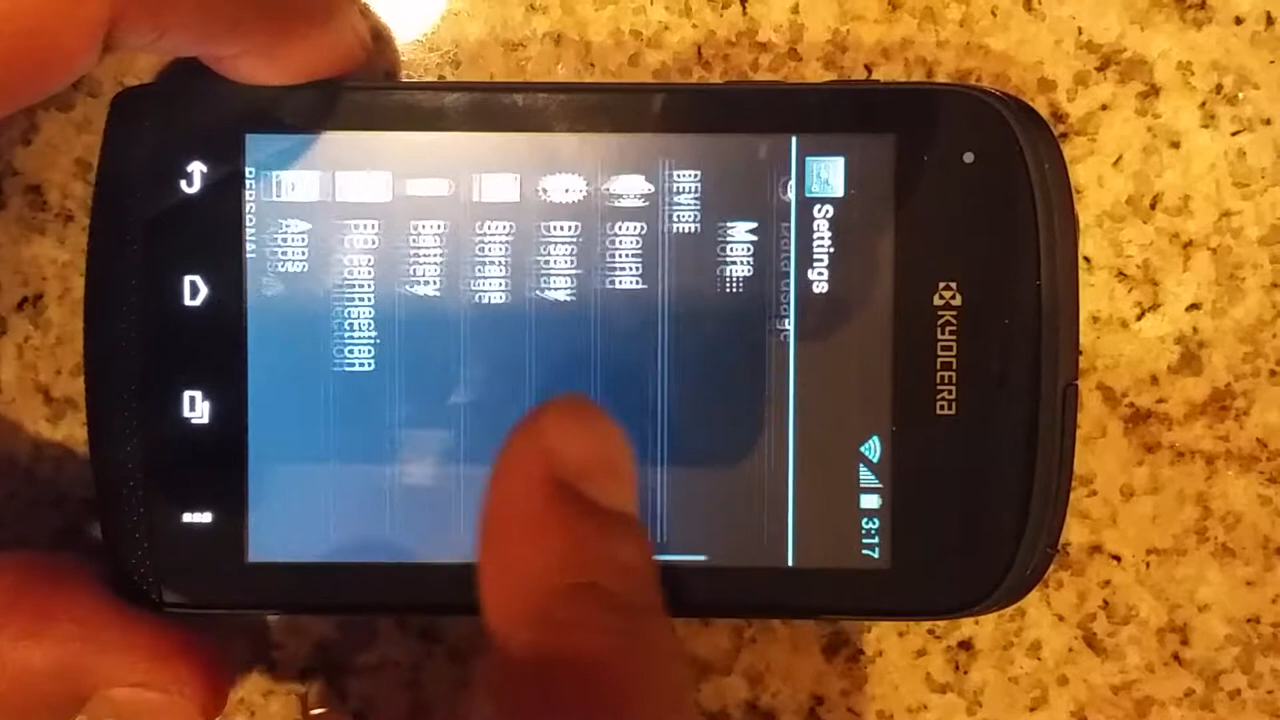 KYOCERA
3:17
Settings
Data usage
More...
DEVICE
Sound
Display
Storage
Battery
PC connection
Apps
PERSONAL